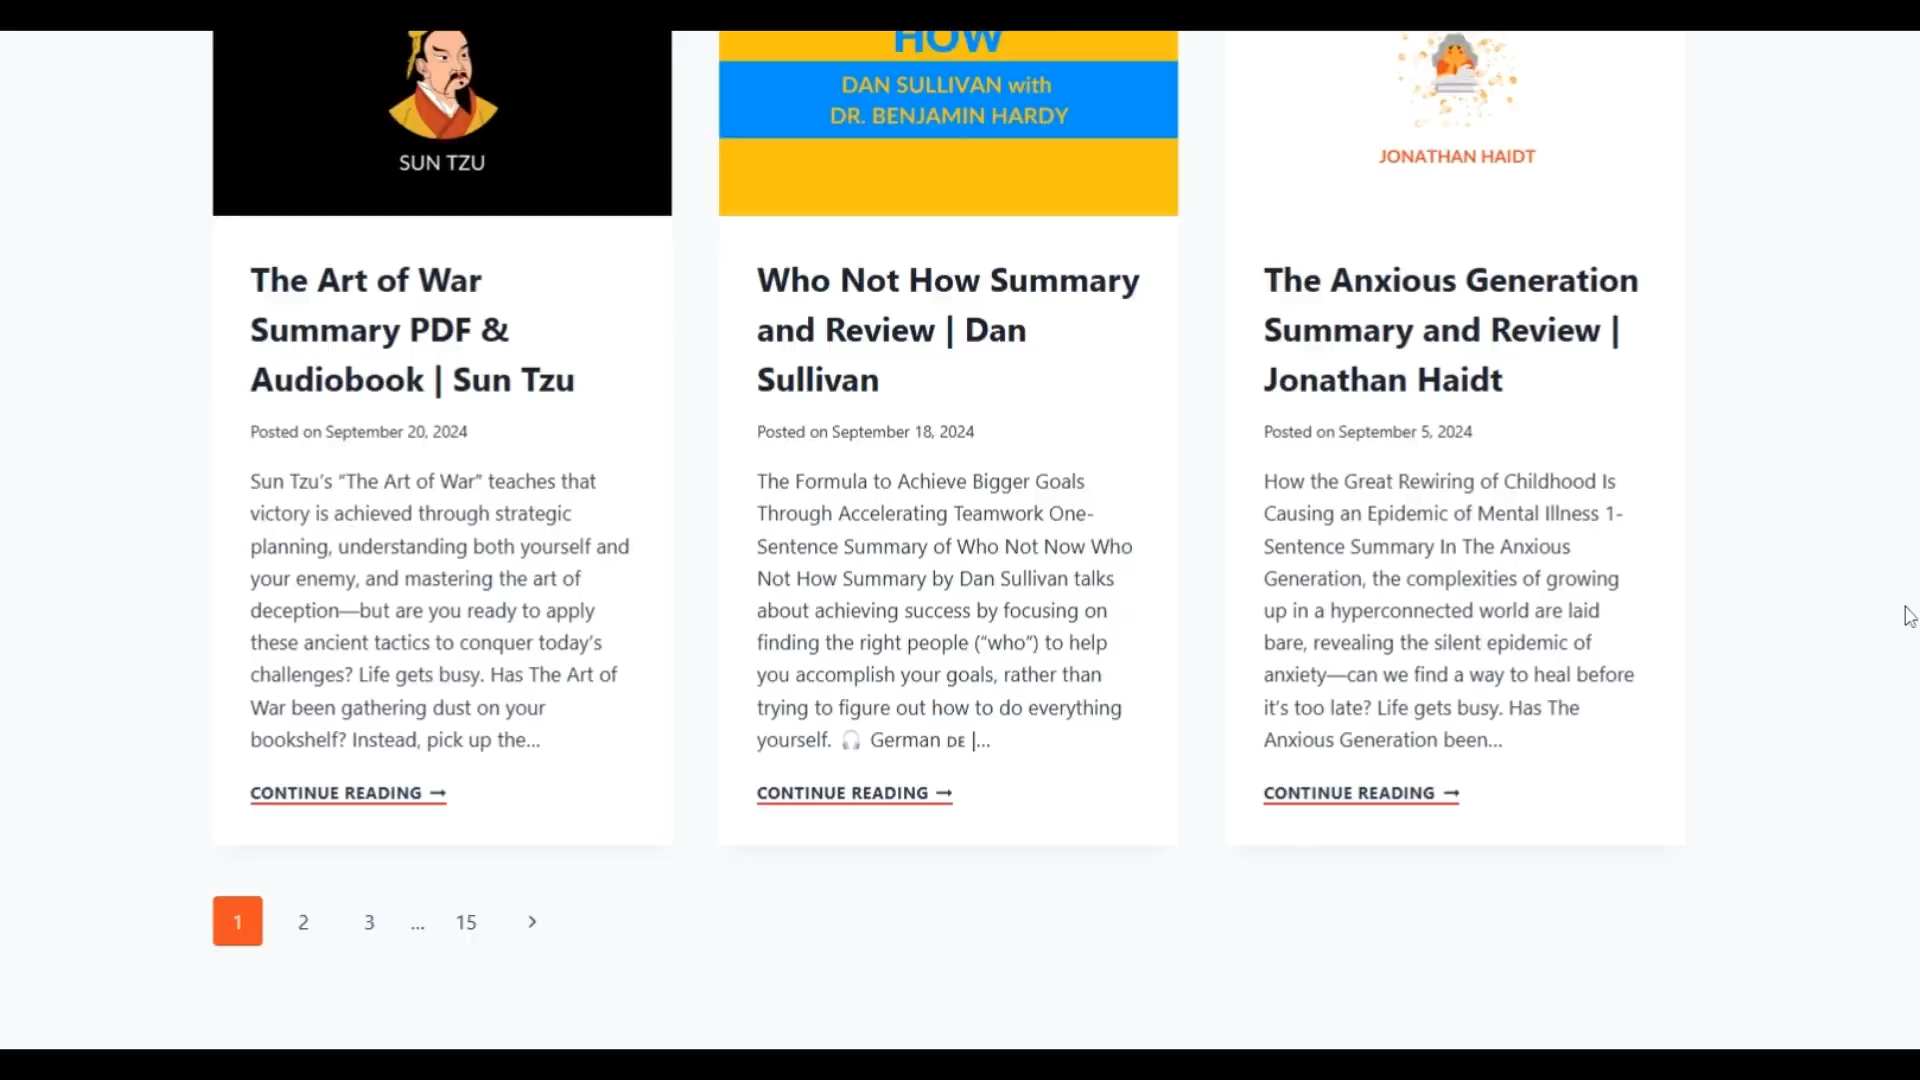 SUN TZU
The Art of War
Summary PDF &
Audiobook | Sun Tzu
Posted on September 20, 2024
Sun Tzu’s “The Art of War” teaches that
victory is achieved through strategic
planning, understanding both yourself and
your enemy, and mastering the art of
deception—but are you ready to apply
these ancient tactics to conquer today’s
challenges? Life gets busy. Has The Art of
War been gathering dust on your
bookshelf? Instead, pick up the...
CONTINUE READING →
HOW
DAN SULLIVAN with
DR. BENJAMIN HARDY
Who Not How Summary
and Review | Dan
Sullivan
Posted on September 18, 2024
The Formula to Achieve Bigger Goals
Through Accelerating Teamwork One-
Sentence Summary of Who Not Now Who
Not How Summary by Dan Sullivan talks
about achieving success by focusing on
finding the right people (“who”) to help
you accomplish your goals, rather than
trying to figure out how to do everything
yourself. 🎧 German DE |...
CONTINUE READING →
JONATHAN HAIDT
The Anxious Generation
Summary and Review |
Jonathan Haidt
Posted on September 5, 2024
How the Great Rewiring of Childhood Is
Causing an Epidemic of Mental Illness 1-
Sentence Summary In The Anxious
Generation, the complexities of growing
up in a hyperconnected world are laid
bare, revealing the silent epidemic of
anxiety—can we find a way to heal before
it’s too late? Life gets busy. Has The
Anxious Generation been...
CONTINUE READING →
1 2 3 ... 15 >